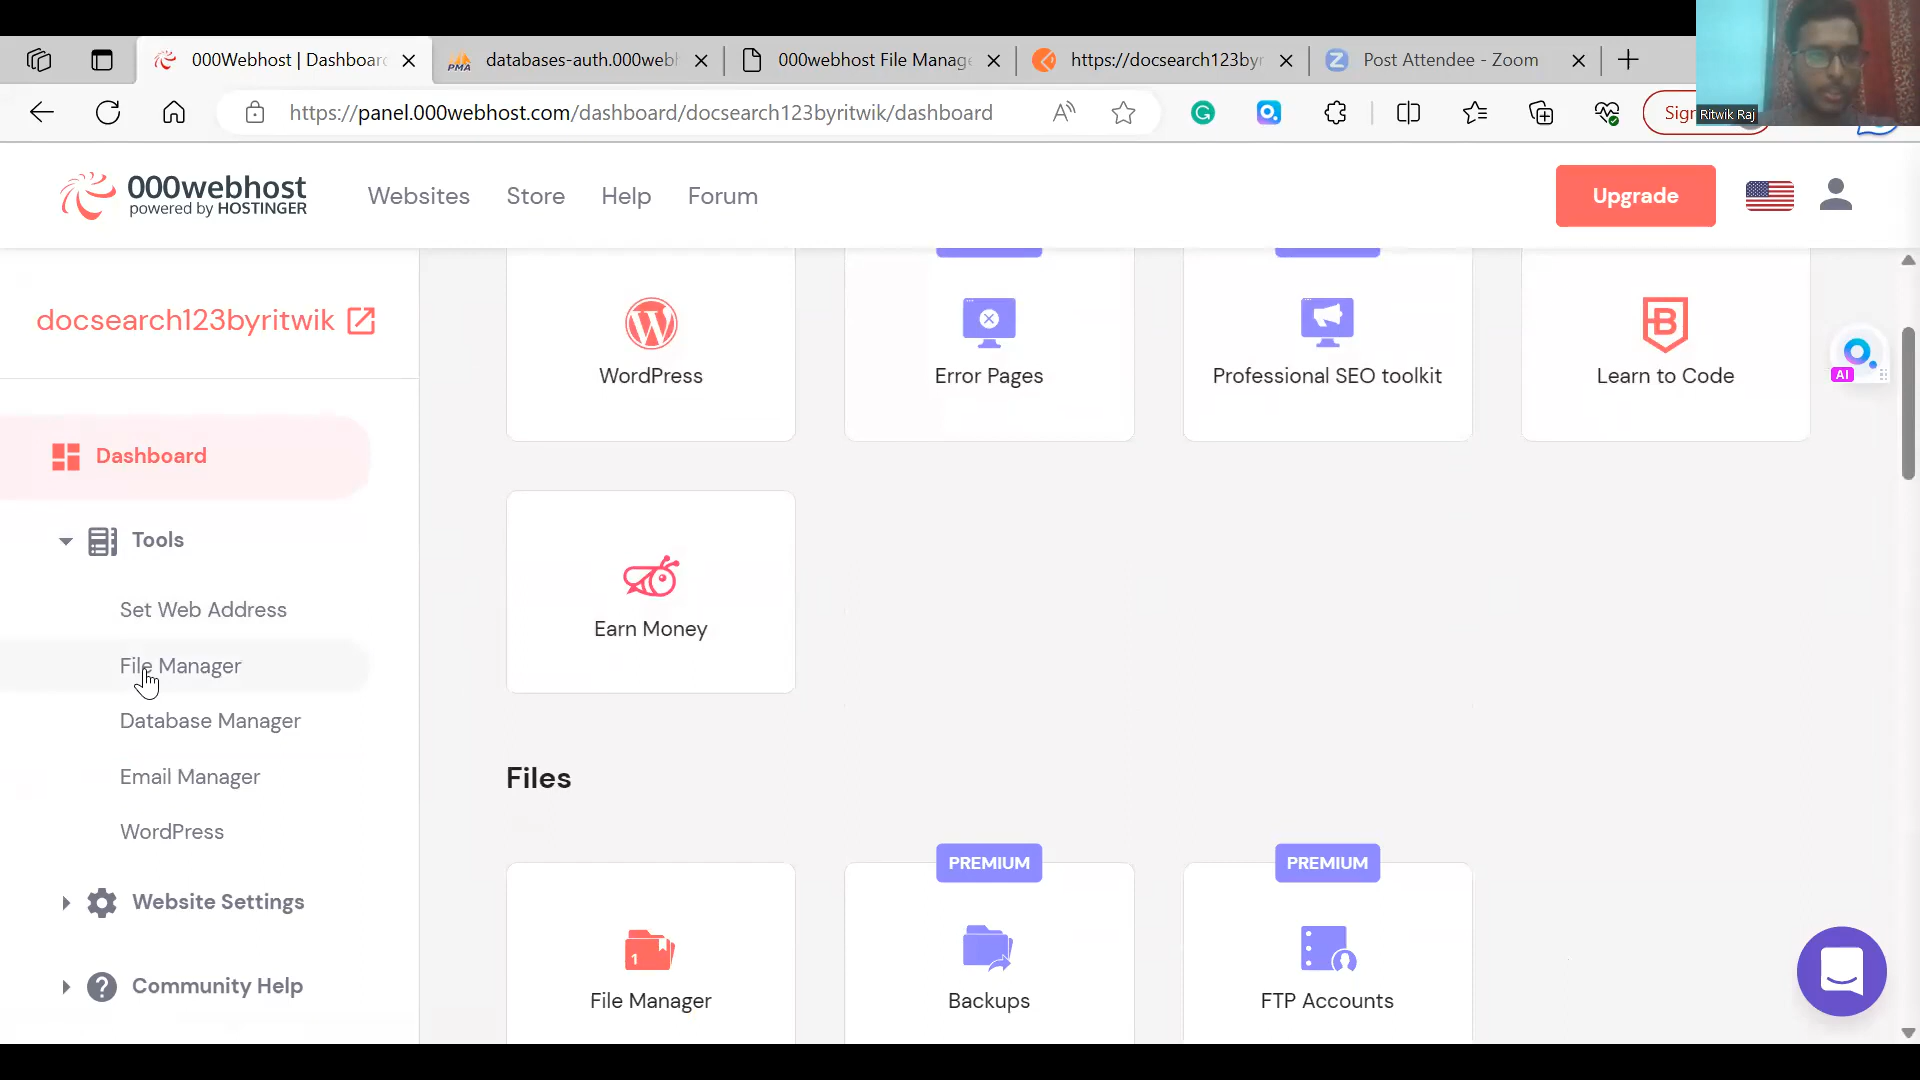 000Webhost | Dashboar
databases-auth.000webl
000webhost File Manage
https://docsearch123byr
Post Attendee - Zoom
https://panel.000webhost.com/dashboard/docsearch123byritwik/dashboard
Sign
Ritwik Raj
000webhost
powered by HOSTINGER
Websites
Store
Help
Forum
Upgrade
docsearch123byritwik
Dashboard
Tools
Set Web Address
File Manager
Database Manager
Email Manager
WordPress
Website Settings
Community Help
WordPress
Error Pages
Professional SEO toolkit
Learn to Code
AI
Earn Money
Files
PREMIUM
PREMIUM
1
File Manager
Backups
FTP Accounts